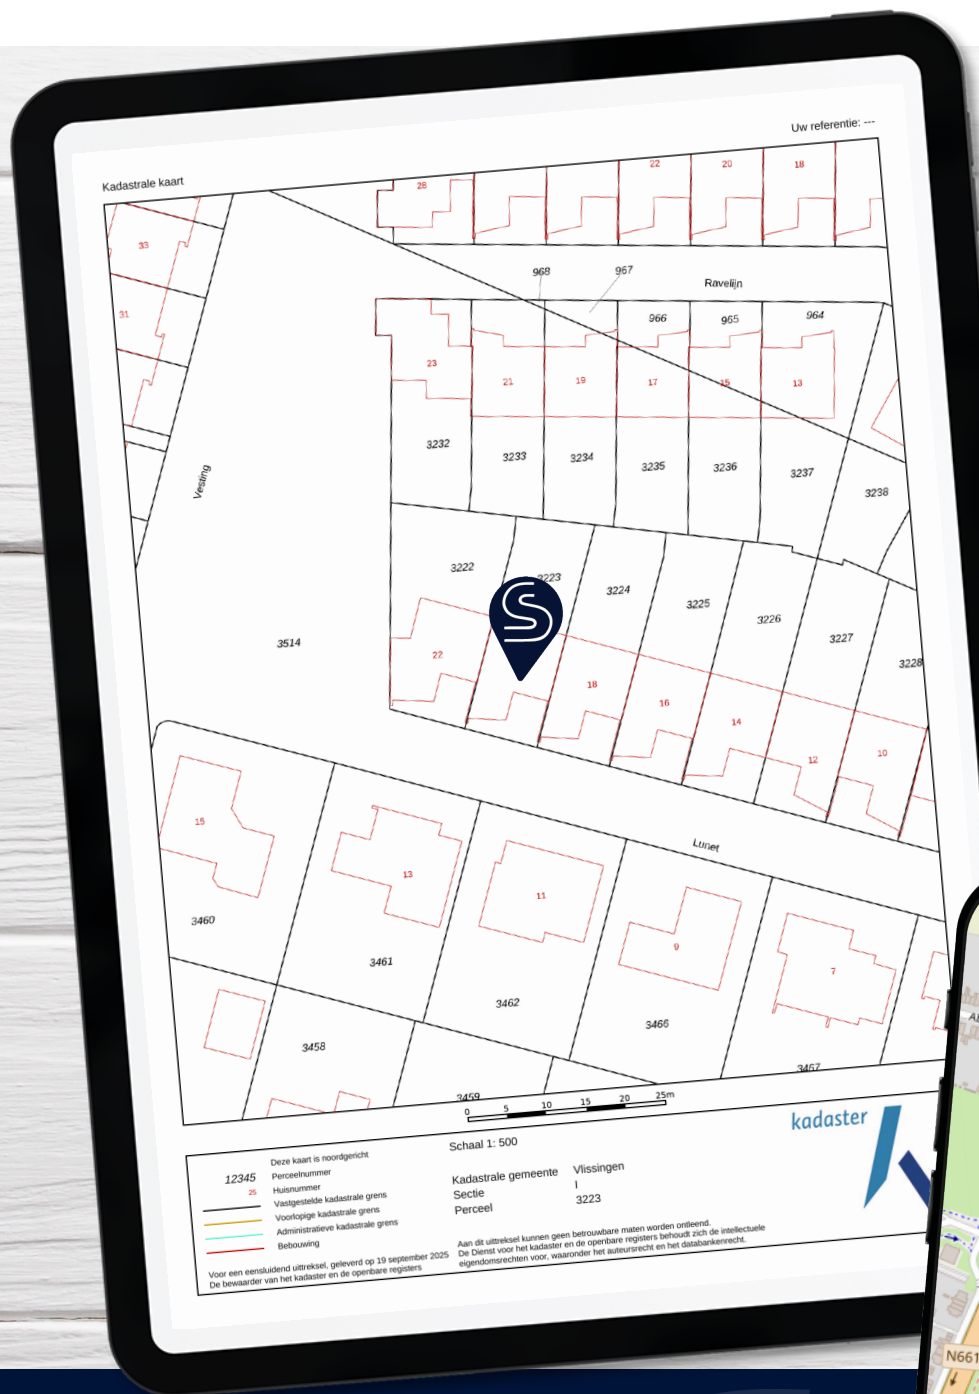 Uw referentie: ---
Kadastrale kaart
26
22
20
18
33
31
968
967
Ravelijn
966
965
964
23
21
19
17
15
13
3232
3233
3234
3235
3236
3237
3238
Vesting
3222
3223
3224
3225
3226
3227
3228
3514
22
18
16
14
12
10
S
Lunet
15
13
11
9
7
3460
3461
3462
3466
3467
3458
3459
0 5 10 15 20 25m
Schaal 1: 500
kadaster
Deze kaart is noordgericht
12345 Perceelnummer
25 Huisnummer
Vastgestelde kadastrale grens
Voorlopige kadastrale grens
Administratieve kadastrale grens
Bebouwing
Kadastrale gemeente Vlissingen
Sectie I
Perceel 3223
Voor een eensluidend uittreksel, geleverd op 19 september 2025
De bewaarder van het kadaster en de openbare registers
Aan dit uittreksel kunnen geen betrouwbare maten worden ontleend.
De Dienst voor het kadaster en de openbare registers behoudt zich de intellectuele
eigendomsrechten voor, waaronder het auteursrecht en het databankenrecht.
N661